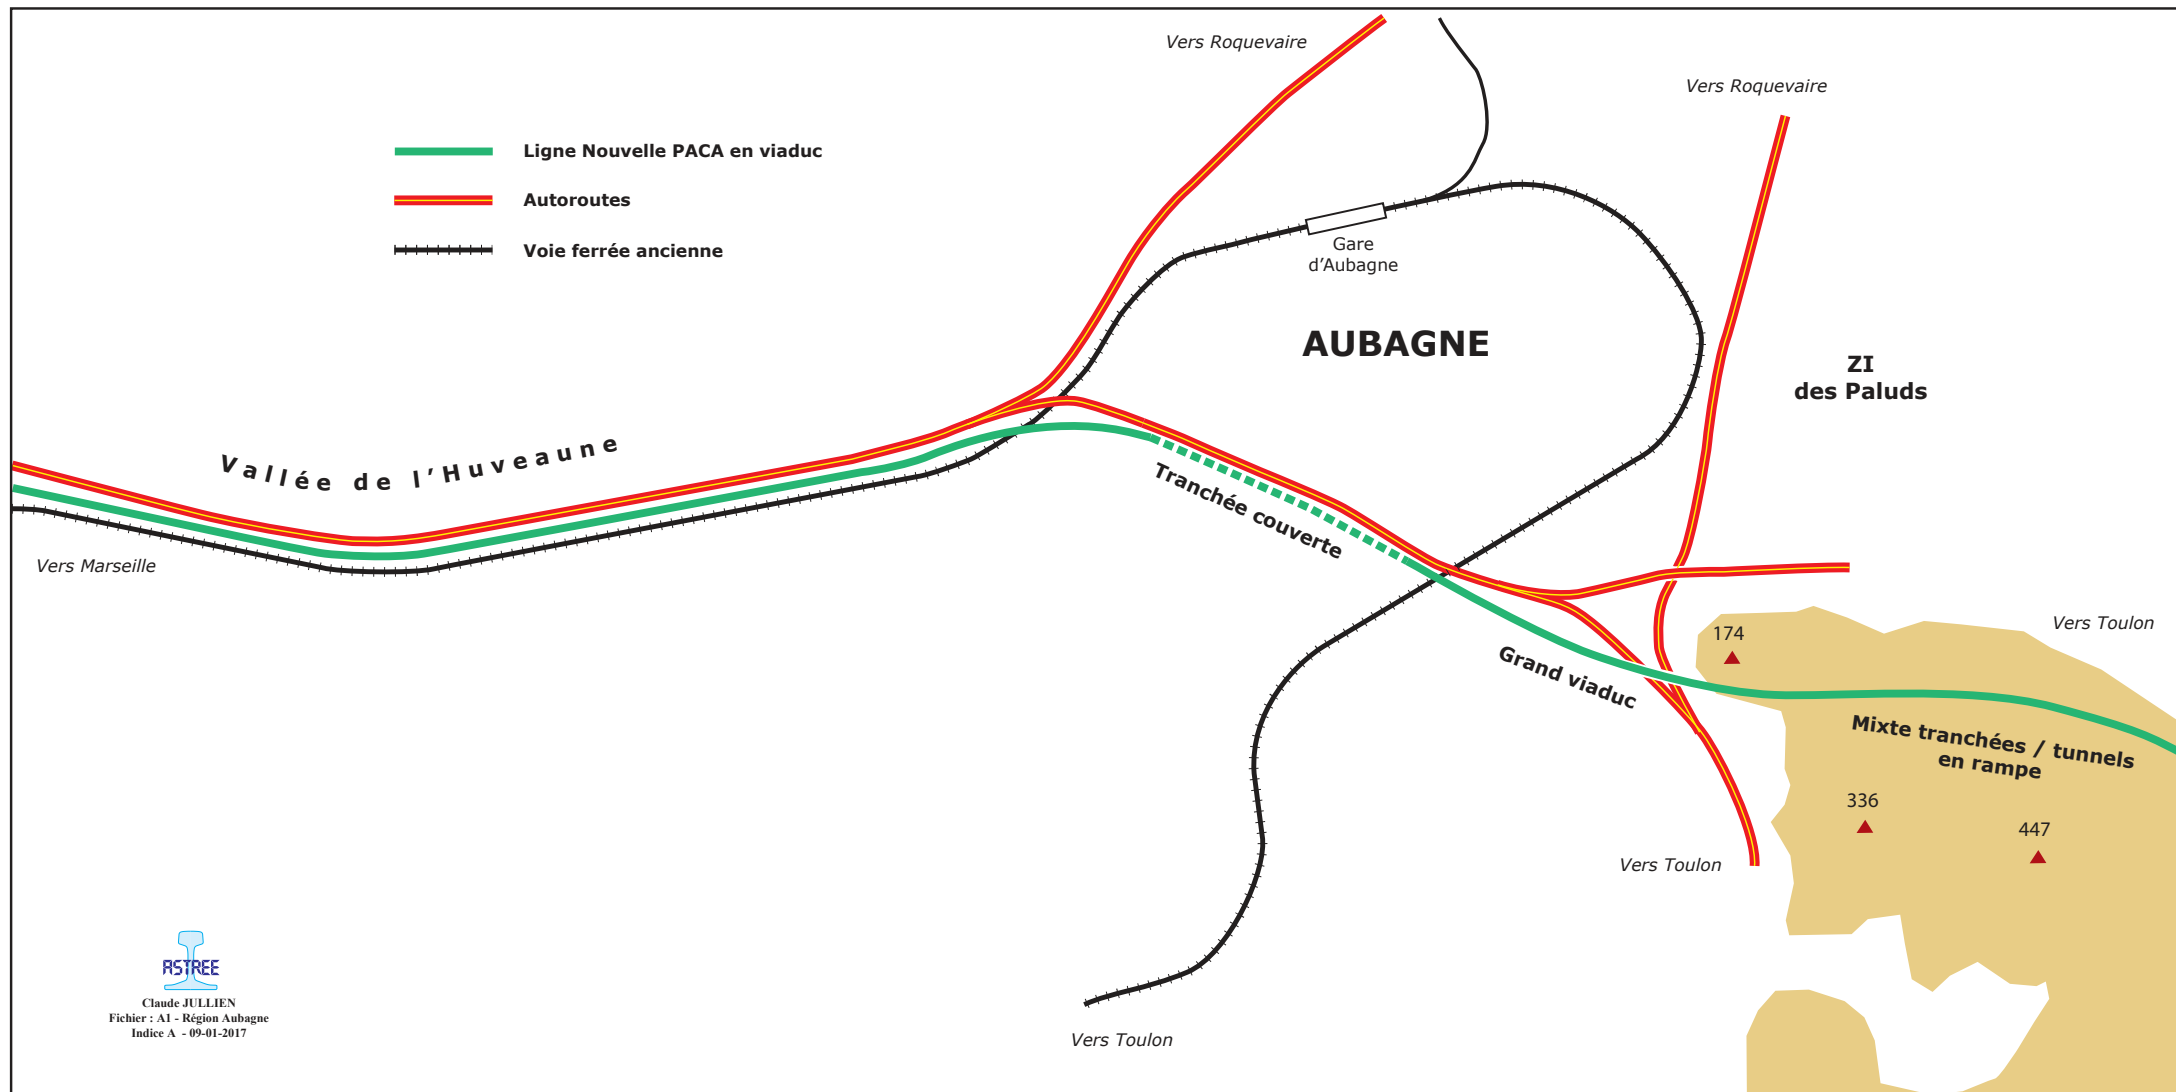 Vers Roquevaire
Vers Roquevaire
Ligne Nouvelle PACA en viaduc
Autoroutes
Voie ferrée ancienne
Gare
d’Aubagne
AUBAGNE
ZI
des Paluds
Vallée de l’Huveaune
Tranchée couverte
Vers Marseille
Grand viaduc
174
Vers Toulon
Mixte tranchées / tunnels
en rampe
336
447
Vers Toulon
ASTREE
Claude JULLIEN
Fichier : A1 - Région Aubagne
Indice A - 09-01-2017
Vers Toulon